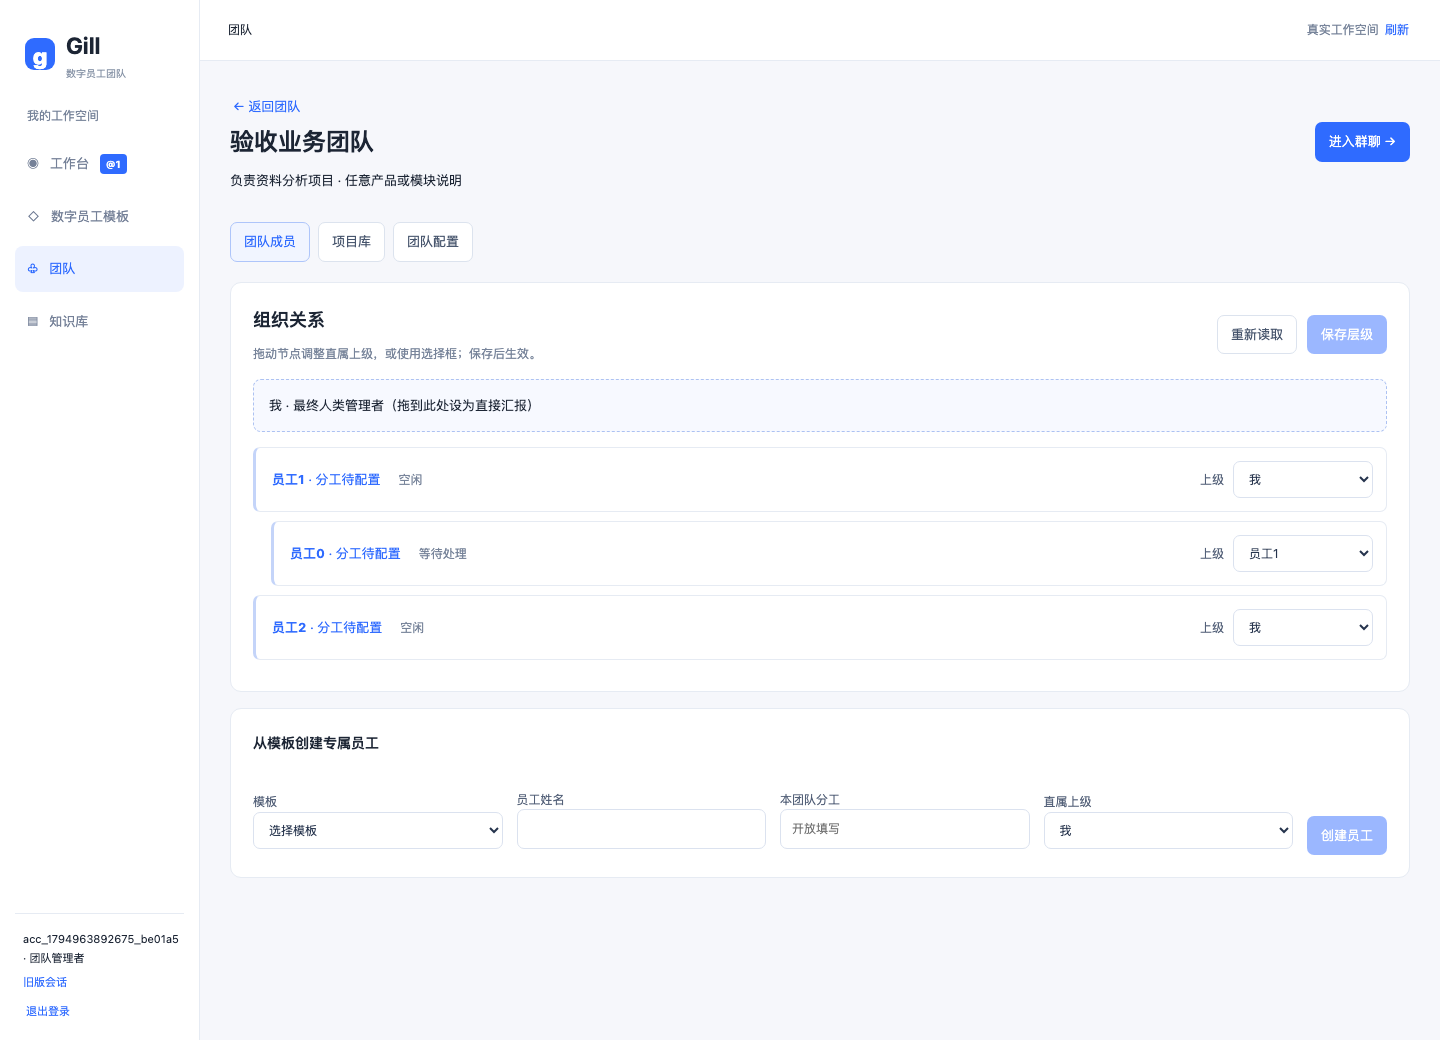 g
Gill
数字员工团队
我的工作空间
工作台 @1
数字员工模板
团队
知识库
acc_1794963892675_be01a5
· 团队管理者
旧版会话
退出登录
团队
真实工作空间 刷新
← 返回团队
验收业务团队
进入群聊 →
负责资料分析项目 · 任意产品或模块说明
团队成员 项目库 团队配置
组织关系
重新读取 保存层级
拖动节点调整直属上级，或使用选择框；保存后生效。
我 · 最终人类管理者（拖到此处设为直接汇报）
员工1 · 分工待配置 空闲 上级 我
员工0 · 分工待配置 等待处理 上级 员工1
员工2 · 分工待配置 空闲 上级 我
从模板创建专属员工
模板 员工姓名 本团队分工 直属上级
选择模板 开放填写 我 创建员工